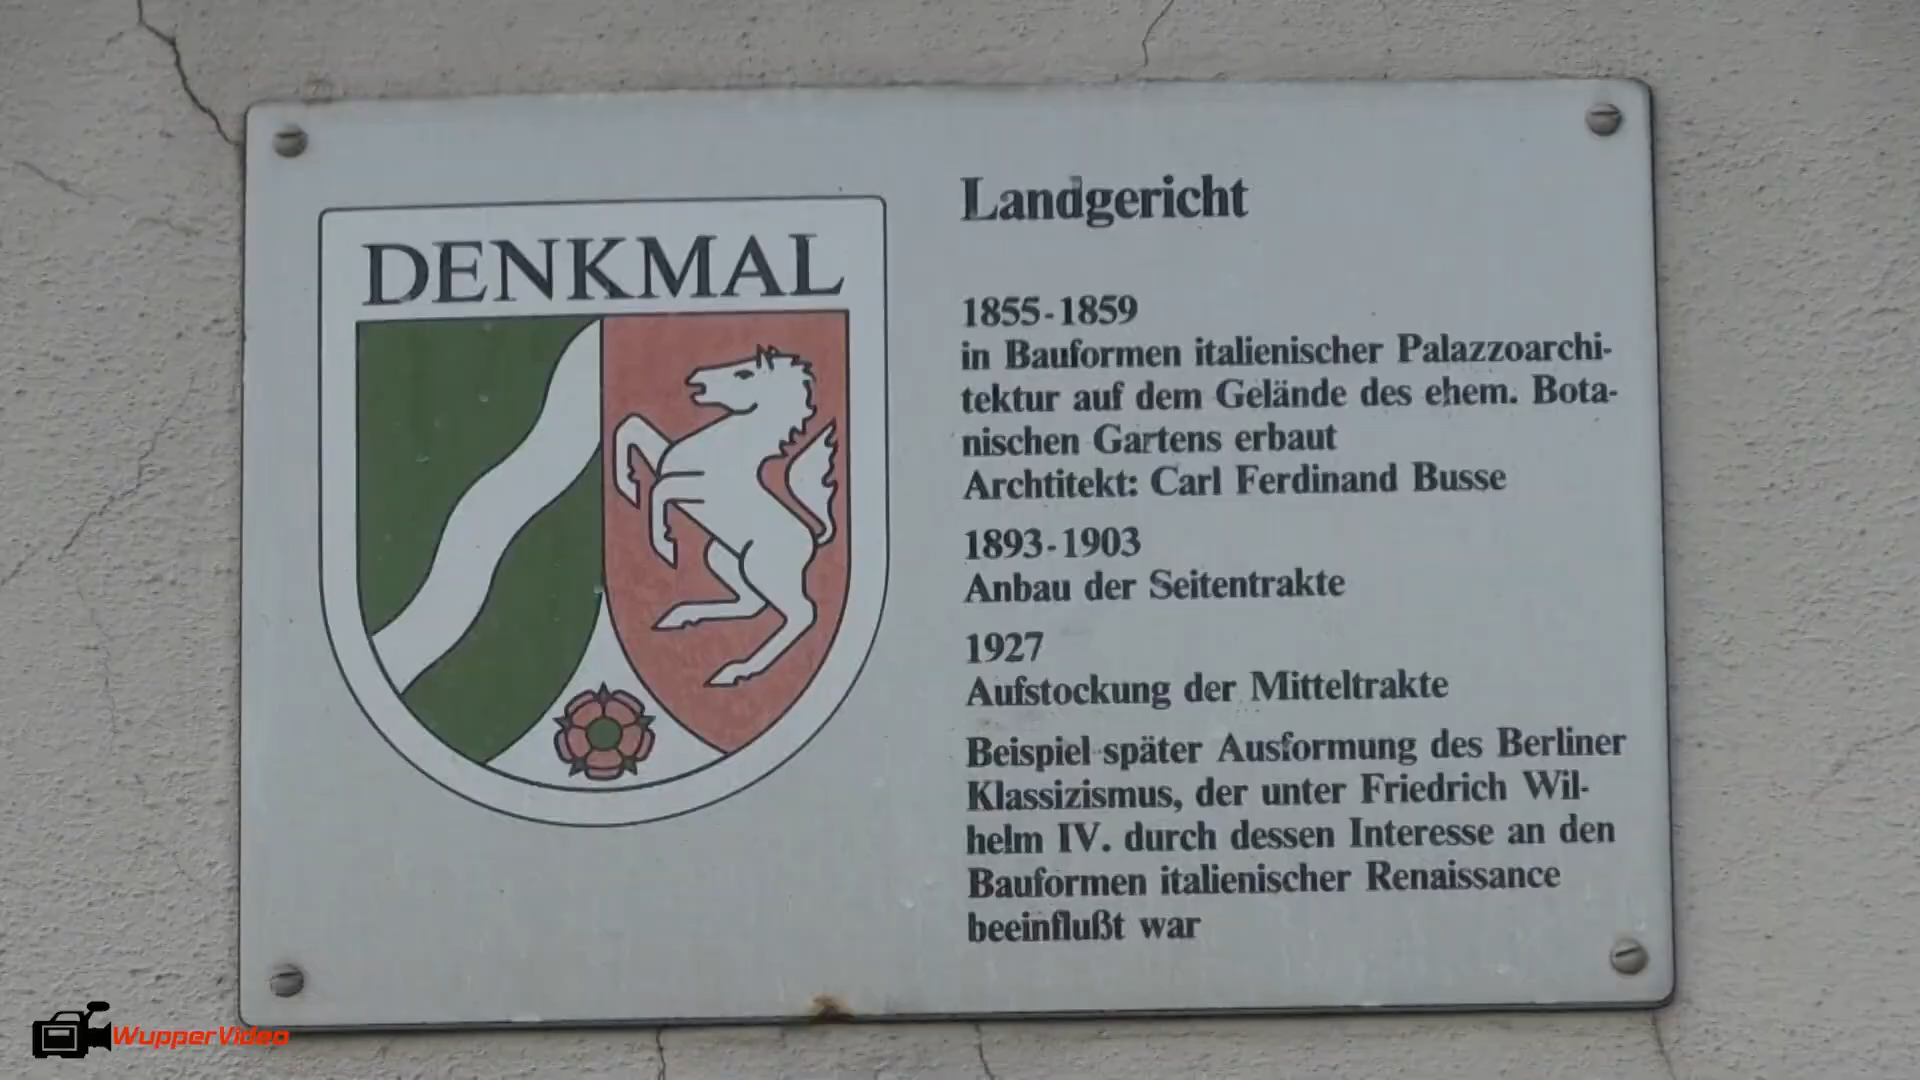 DENKMAL
Landgericht
1855-1859
in Bauformen italienischer Palazzoarchi-
tektur auf dem Gelände des ehem. Bota-
nischen Gartens erbaut
Archtitekt: Carl Ferdinand Busse
1893-1903
Anbau der Seitentrakte
1927
Aufstockung der Mitteltrakte
Beispiel später Ausformung des Berliner
Klassizismus, der unter Friedrich Wil-
helm IV. durch dessen Interesse an den
Bauformen italienischer Renaissance
beeinflußt war
WupperVideo